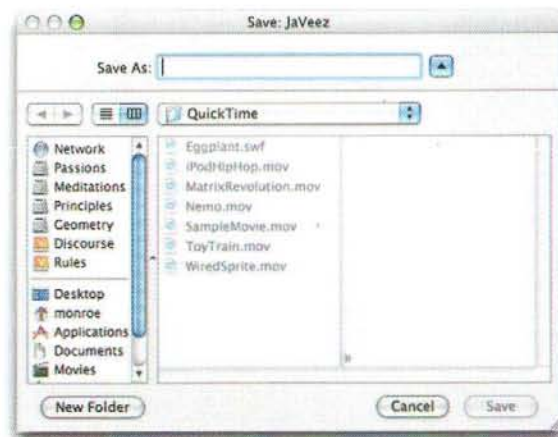 Save: JaVeez
Save As:
QuickTime
Network
Passions
Meditations
Principles
Geometry
Discourse
Rules
Desktop
monroe
Applications
Documents
Movies
Eggplant.swf
iPodHipHop.mov
MatrixRevolution.mov
Nemo.mov
SampleMovie.mov
ToyTrain.mov
WiredSprite.mov
New Folder
Cancel
Save